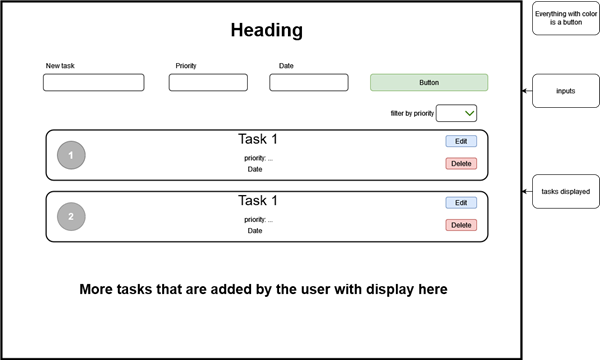 Everything with color
is a button
Heading
New task
Priority
Date
Button
inputs
filter by priority
Task 1
1
Edit
priority: ...
Delete
Date
tasks displayed
Task 1
2
Edit
priority: ...
Delete
Date
More tasks that are added by the user with display here